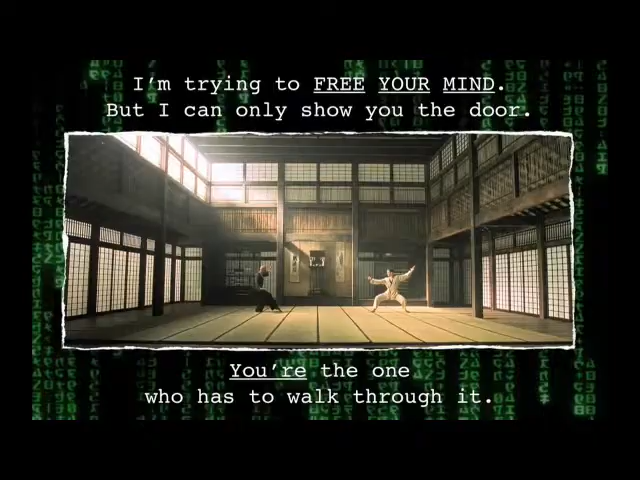 I'm trying to FREE YOUR MIND.
But I can only show you the door.
You're the one
who has to walk through it.